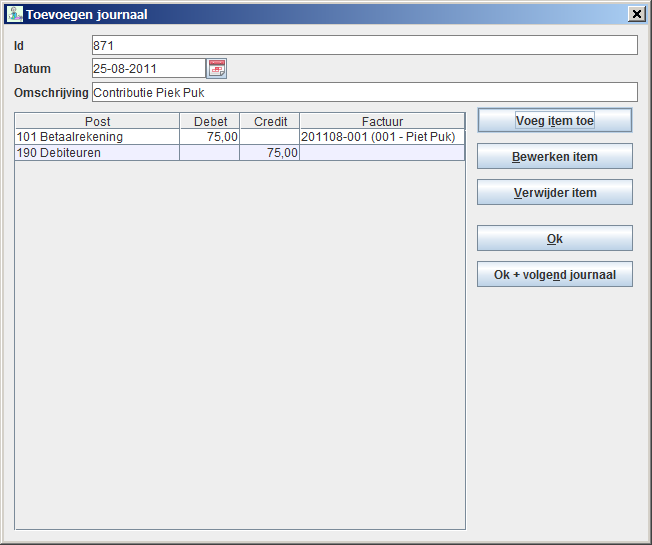 Toevoegen journaal
Id 871
Datum 25-08-2011
Omschrijving Contributie Piek Puk
Post Debet Credit Factuur
101 Betaalrekening 75,00 201108-001 (001 - Piet Puk)
190 Debiteuren 75,00
Voeg item toe
Bewerken item
Verwijder item
Ok
Ok + volgend journaal